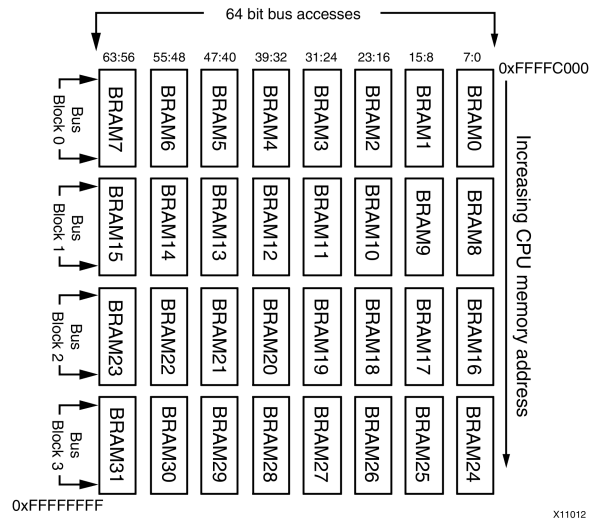 64 bit bus accesses
63:56 55:48 47:40 39:32 31:24 23:16 15:8 7:0
0xFFFFC000
Bus
Block 0
BRAM7 BRAM6 BRAM5 BRAM4 BRAM3 BRAM2 BRAM1 BRAM0
Bus
Block 1
BRAM15 BRAM14 BRAM13 BRAM12 BRAM11 BRAM10 BRAM9 BRAM8
Bus
Block 2
BRAM23 BRAM22 BRAM21 BRAM20 BRAM19 BRAM18 BRAM17 BRAM16
Bus
Block 3
BRAM31 BRAM30 BRAM29 BRAM28 BRAM27 BRAM26 BRAM25 BRAM24
Increasing CPU memory address
0xFFFFFFFF
X11012